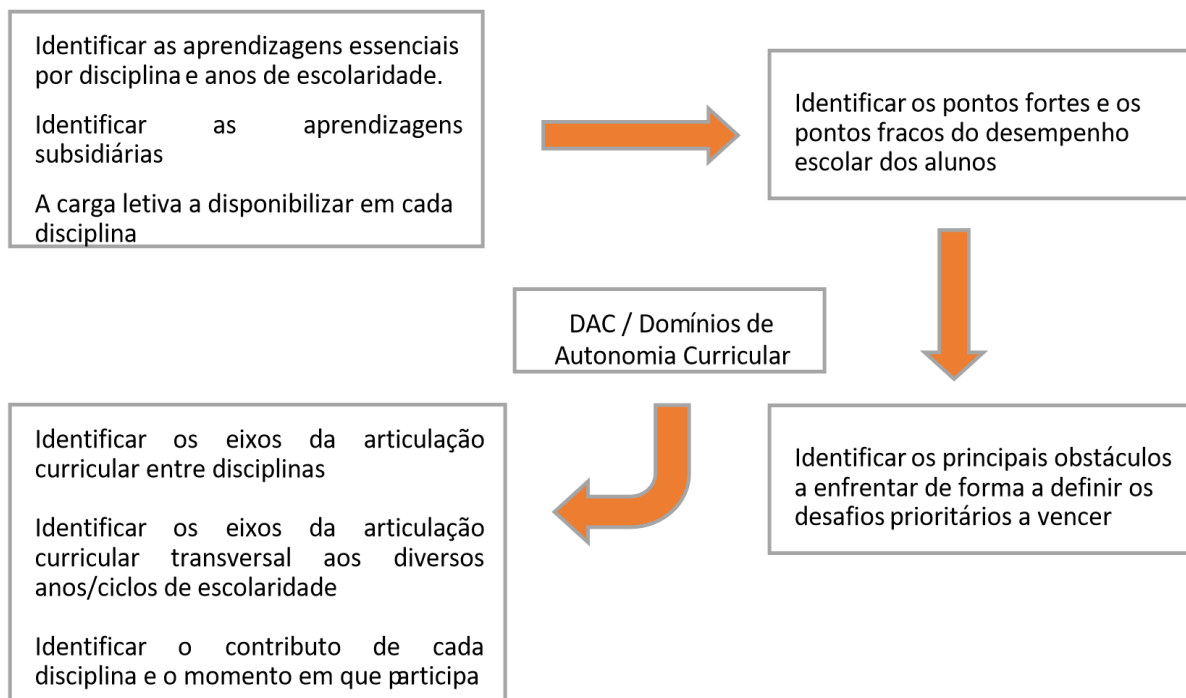 Identificar as aprendizagens essenciais
por disciplina e anos de escolaridade.
Identificar as aprendizagens
subsidiárias
A carga letiva a disponibilizar em cada
disciplina
Identificar os pontos fortes e os
pontos fracos do desempenho
escolar dos alunos
DAC / Domínios de
Autonomia Curricular
Identificar os principais obstáculos
a enfrentar de forma a definir os
desafios prioritários a vencer
Identificar os eixos da articulação
curricular entre disciplinas
Identificar os eixos da articulação
curricular transversal aos diversos
anos/ciclos de escolaridade
Identificar o contributo de cada
disciplina e o momento em que participa